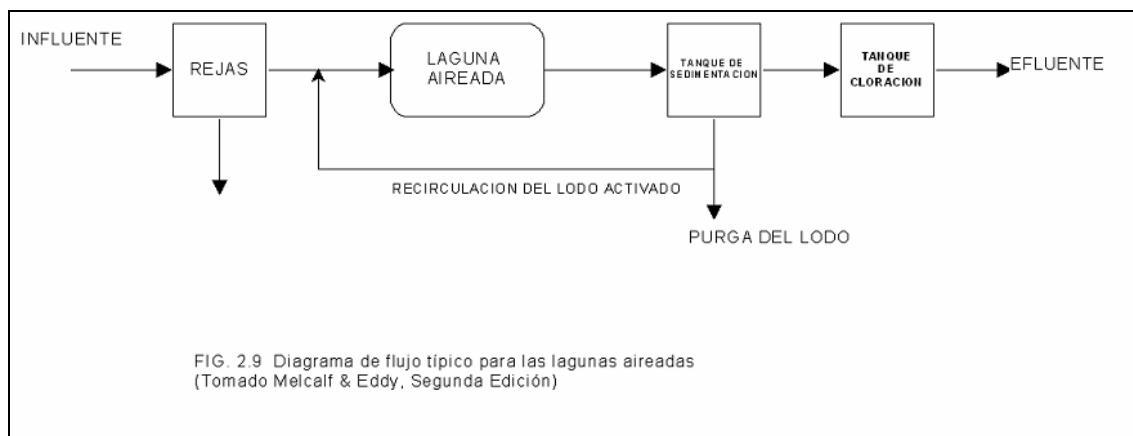 INFLUENTE
REJAS
LAGUNA
AIREADA
TANQUE DE
SEDIMENTACION
TANQUE
DE
CLORACION
EFLUENTE
RECIRCULACION DEL LODO ACTIVADO
PURGA DEL LODO
FIG. 2.9 Diagrama de flujo típico para las lagunas aireadas
(Tomado Melcalf & Eddy, Segunda Edición)